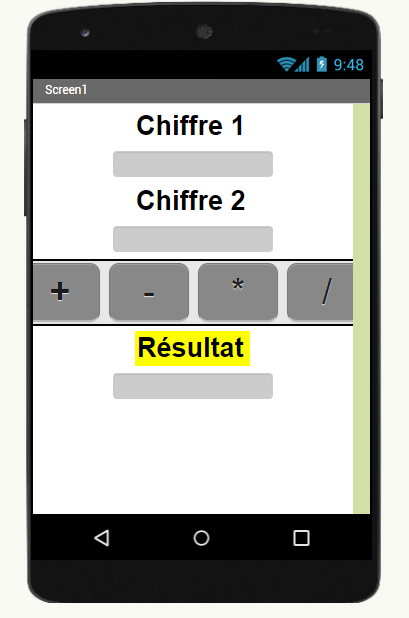 9:48
Screen1
Chiffre 1
Chiffre 2
+ - * /
Résultat